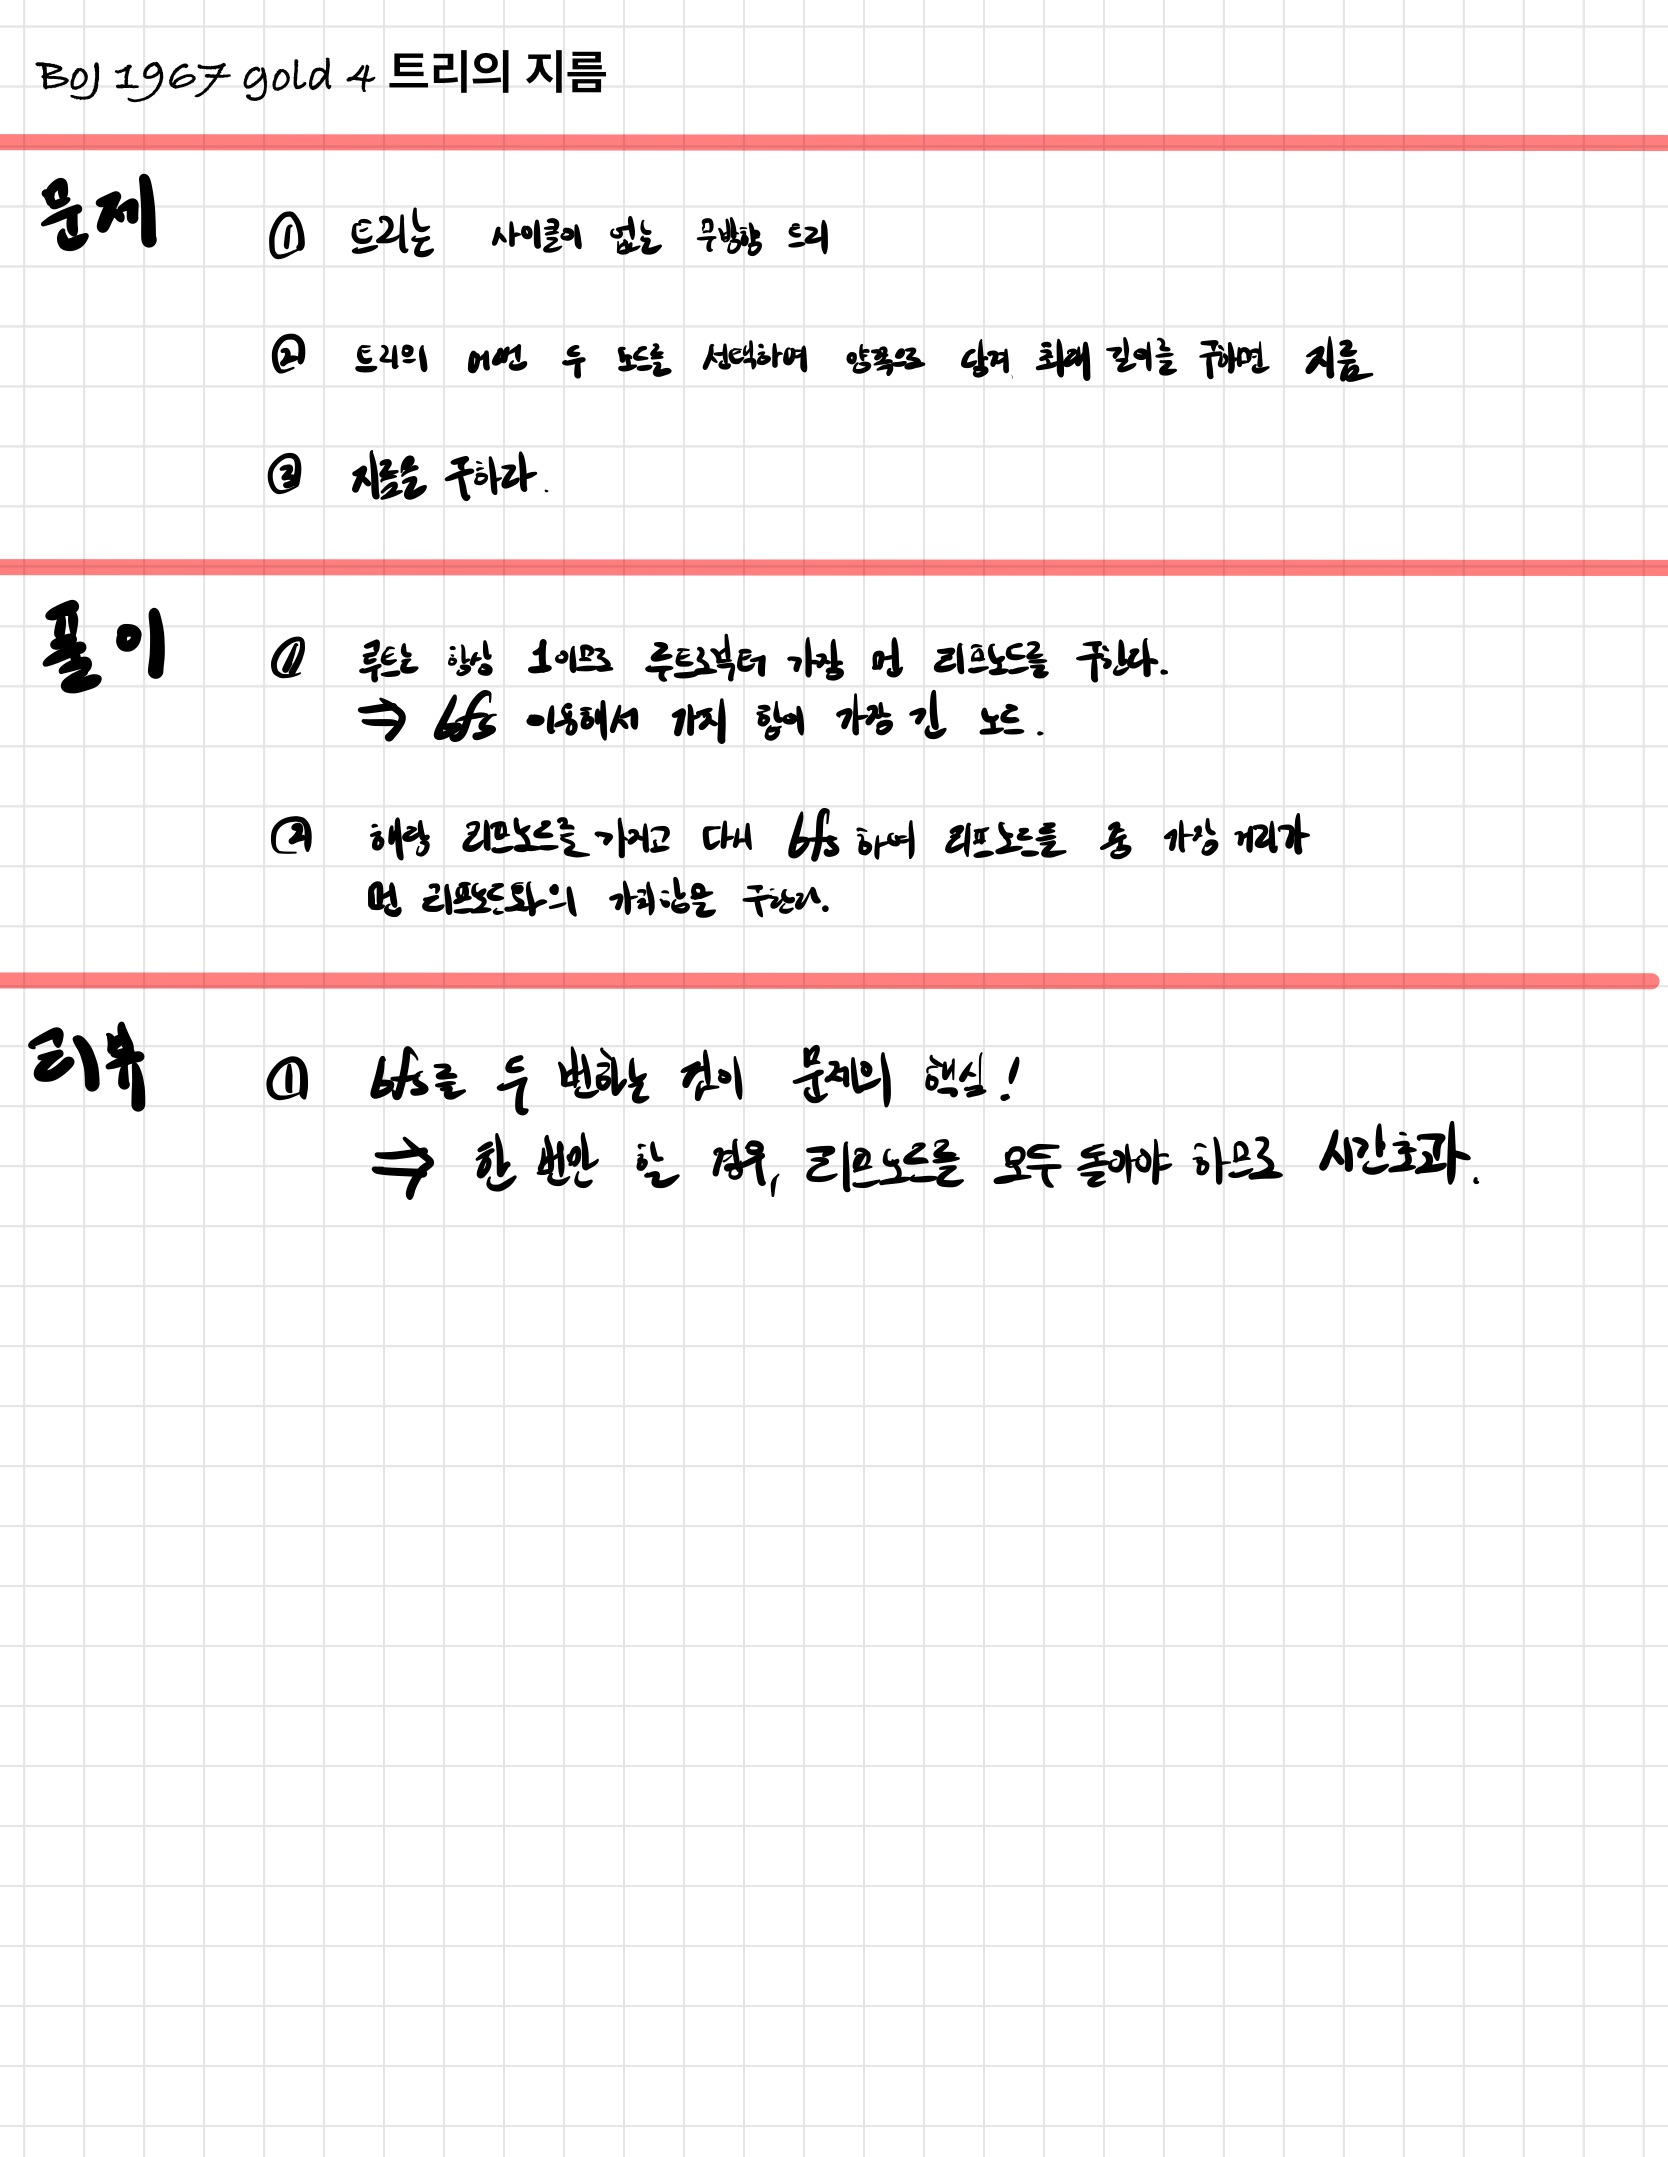 BOJ 1967 gold 4 트리의 지름
문제
① 트리는 사이클이 없는 무방향 트리
② 트리의 어떤 두 노드를 선택하여 양쪽으로 당겨 최대 길이를 구하면 지름
③ 지름을 구하라.
풀이
① 루트는 항상 1이므로 루트로부터 가장 먼 리프노드를 구한다.
⇒ bfs 이용해서 가지 합이 가장 긴 노드.
② 해당 리프노드를 가지고 다시 bfs 하여 리프노드들 중 가장 거리가
먼 리프노드와의 가지합을 구한다.
리뷰
① bfs를 두 번하는 것이 문제의 핵심!
⇒ 한 번만 할 경우, 리프노드를 모두 돌아야 하므로 시간초과.